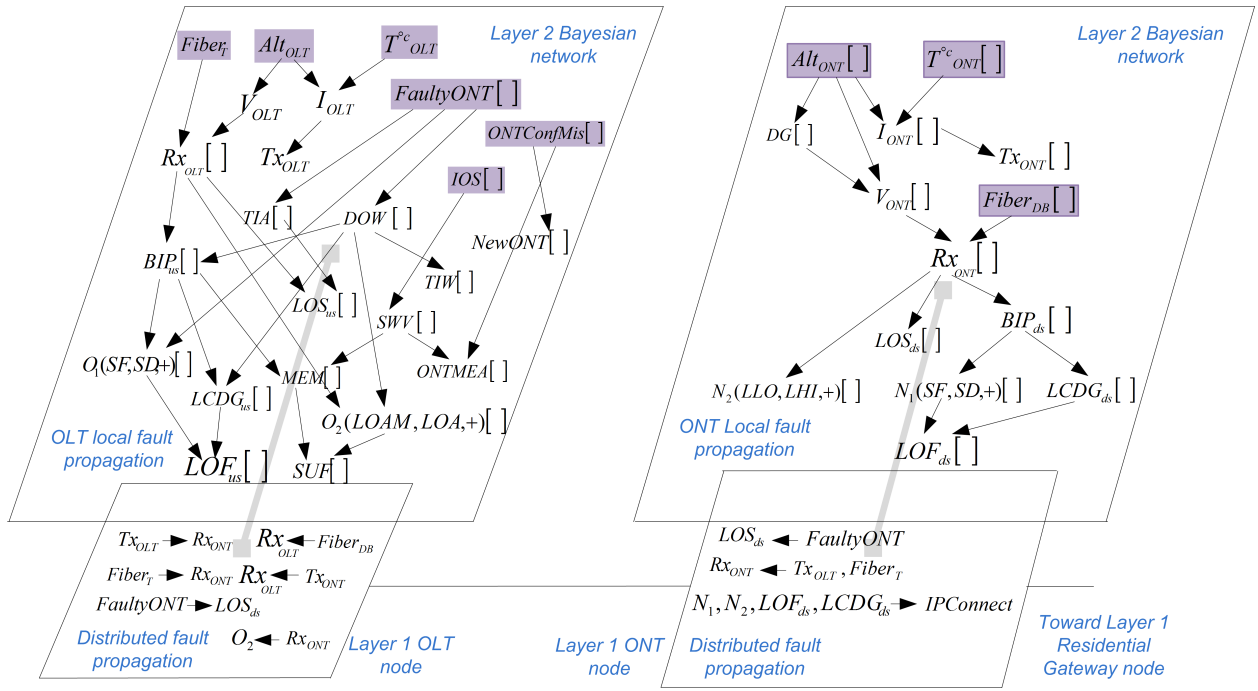 Layer 2 Bayesian
network
Fiber_T
Alt_OLT
T°c_OLT
V_OLT
I_OLT
FaultyONT[ ]
ONTConfMis[ ]
Rx_OLT[ ]
Tx_OLT
IOS[ ]
TIA[ ]
DOW[ ]
NewONT[ ]
BIP_us[ ]
TIW[ ]
LOS_us[ ]
SWV[ ]
O_1(SF,SD,+)[ ]
MEM[ ]
ONTMEA[ ]
LCDG_us[ ]
O_2(LOAM,LOA,+)[ ]
OLT local fault
propagation
LOF_us[ ]
SUF[ ]
Tx_OLT → Rx_ONT
Rx_OLT ← Fiber_DB
Fiber_T → Rx_ONT
Rx_OLT ← Tx_ONT
FaultyONT → LOS_ds
Distributed fault
propagation
O_2 ← Rx_ONT
Layer 1 OLT
node
Layer 2 Bayesian
network
Alt_ONT[ ]
T°c_ONT[ ]
DG[ ]
I_ONT[ ]
Tx_ONT[ ]
V_ONT[ ]
Fiber_DB[ ]
Rx_ONT[ ]
BIP_ds[ ]
LOS_ds[ ]
N_2(LLO,LHI,+)[ ]
N_1(SF,SD,+)[ ]
LCDG_ds[ ]
ONT Local fault
propagation
LOF_ds[ ]
LOS_ds ← FaultyONT
Rx_ONT ← Tx_OLT,Fiber_T
N_1,N_2,LOF_ds,LCDG_ds → IPConnect
Layer 1 ONT
node
Distributed fault
propagation
Toward Layer 1
Residential
Gateway node